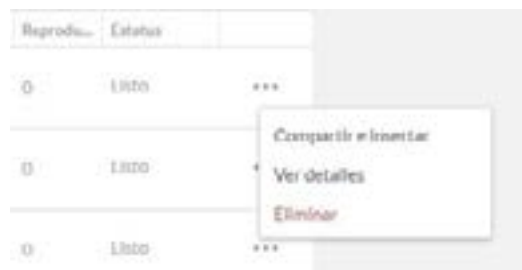 Reprodu... Estatus
0 Listo ...
Compartir e insertar
0 Listo
Ver detalles
Eliminar
0 Listo ...